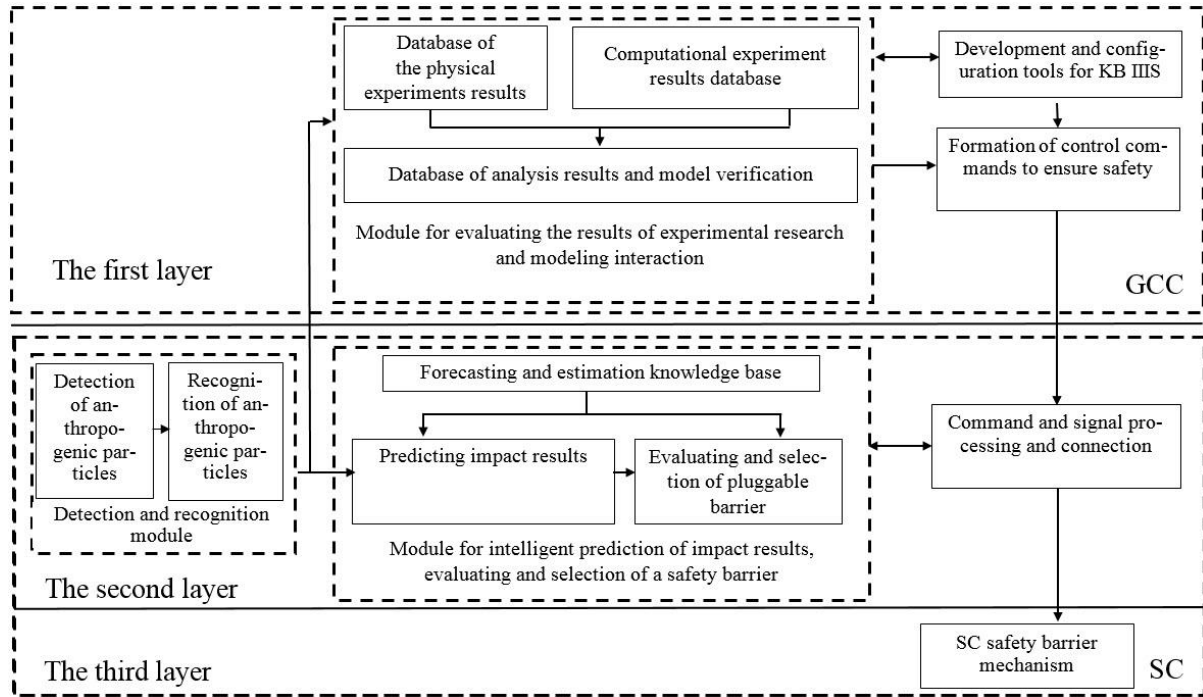 Database of
the physical
experiments results
Computational experiment
results database
Development and config-
uration tools for KB IIIS
Database of analysis results and model verification
Formation of control com-
mands to ensure safety
Module for evaluating the results of experimental research
and modeling interaction
The first layer
GCC
Detection
of an-
thropo-
genic par-
ticles
Recogni-
tion of an-
thropo-
genic par-
ticles
Detection and recognition
module
Forecasting and estimation knowledge base
Predicting impact results
Evaluating and selec-
tion of pluggable
barrier
Command and signal pro-
cessing and connection
Module for intelligent prediction of impact results,
evaluating and selection of a safety barrier
The second layer
The third layer
SC safety barrier
mechanism
SC